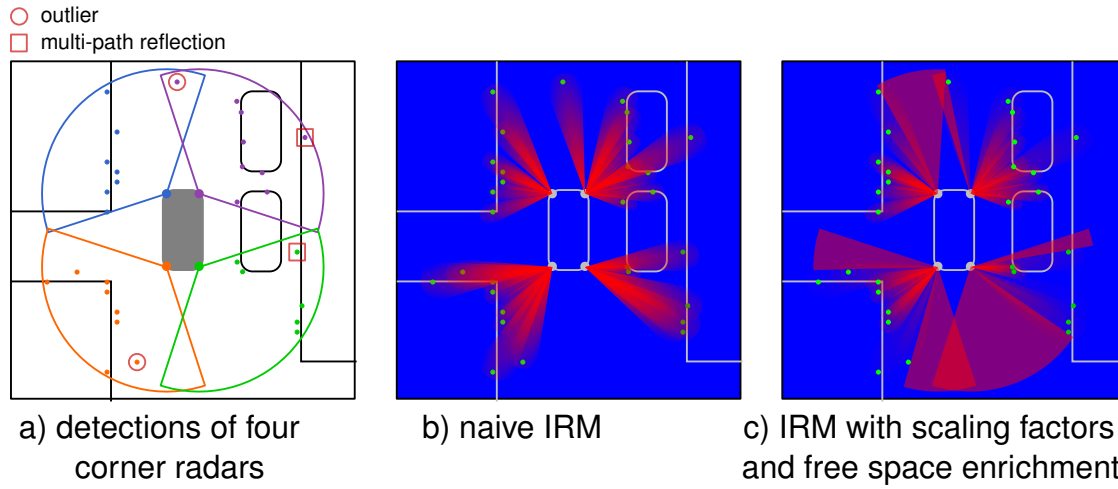 outlier
multi-path reflection
a) detections of four
corner radars
b) naive IRM
c) IRM with scaling factors
and free space enrichment